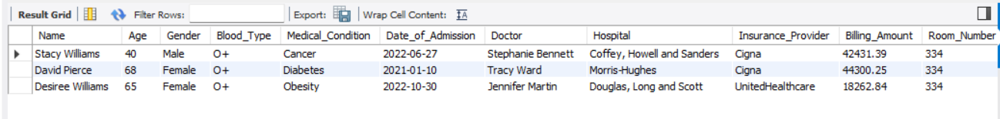 Result Grid Filter Rows: Export: Wrap Cell Content: IA
Name Age Gender Blood_Type Medical_Condition Date_of_Admission Doctor Hospital Insurance_Provider Billing_Amount Room_Number
Stacy Williams 40 Male O+ Cancer 2022-06-27 Stephanie Bennett Coffey, Howell and Sanders Cigna 42431.39 334
David Pierce 68 Female O+ Diabetes 2021-01-10 Tracy Ward Morris-Hughes Cigna 44300.25 334
Desiree Williams 65 Female O+ Obesity 2022-10-30 Jennifer Martin Douglas, Long and Scott UnitedHealthcare 18262.84 334